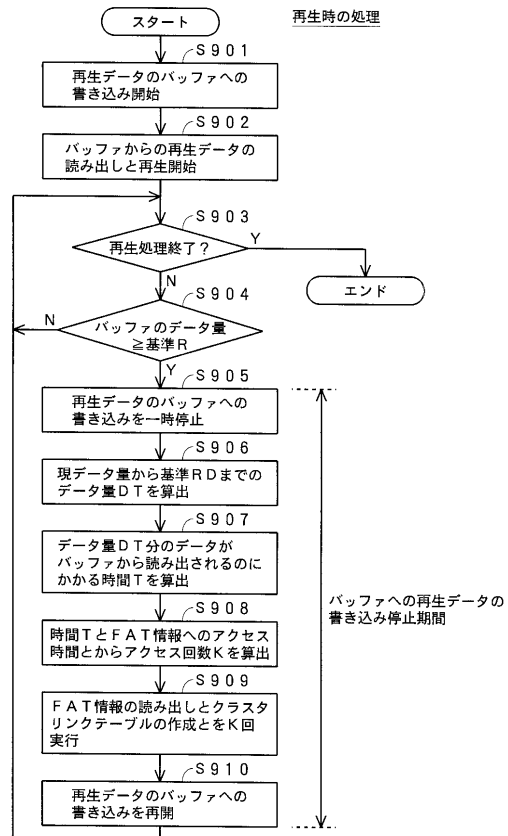 再生時の処理
スタート
S901
再生データのバッファへの
書き込み開始
S902
バッファからの再生データの
読み出しと再生開始
S903
再生処理終了?
Y
N
エンド
S904
バッファのデータ量
≧基準R
N
Y
S905
再生データのバッファへの
書き込みを一時停止
S906
現データ量から基準RDまでの
データ量DTを算出
S907
データ量DT分のデータが
バッファから読み出されるのに
かかる時間Tを算出
バッファへの再生データの
書き込み停止期間
S908
時間TとFAT情報へのアクセス
時間とからアクセス回数Kを算出
S909
FAT情報の読み出しとクラスタ
リンクテーブルの作成とをK回
実行
S910
再生データのバッファへの
書き込みを再開